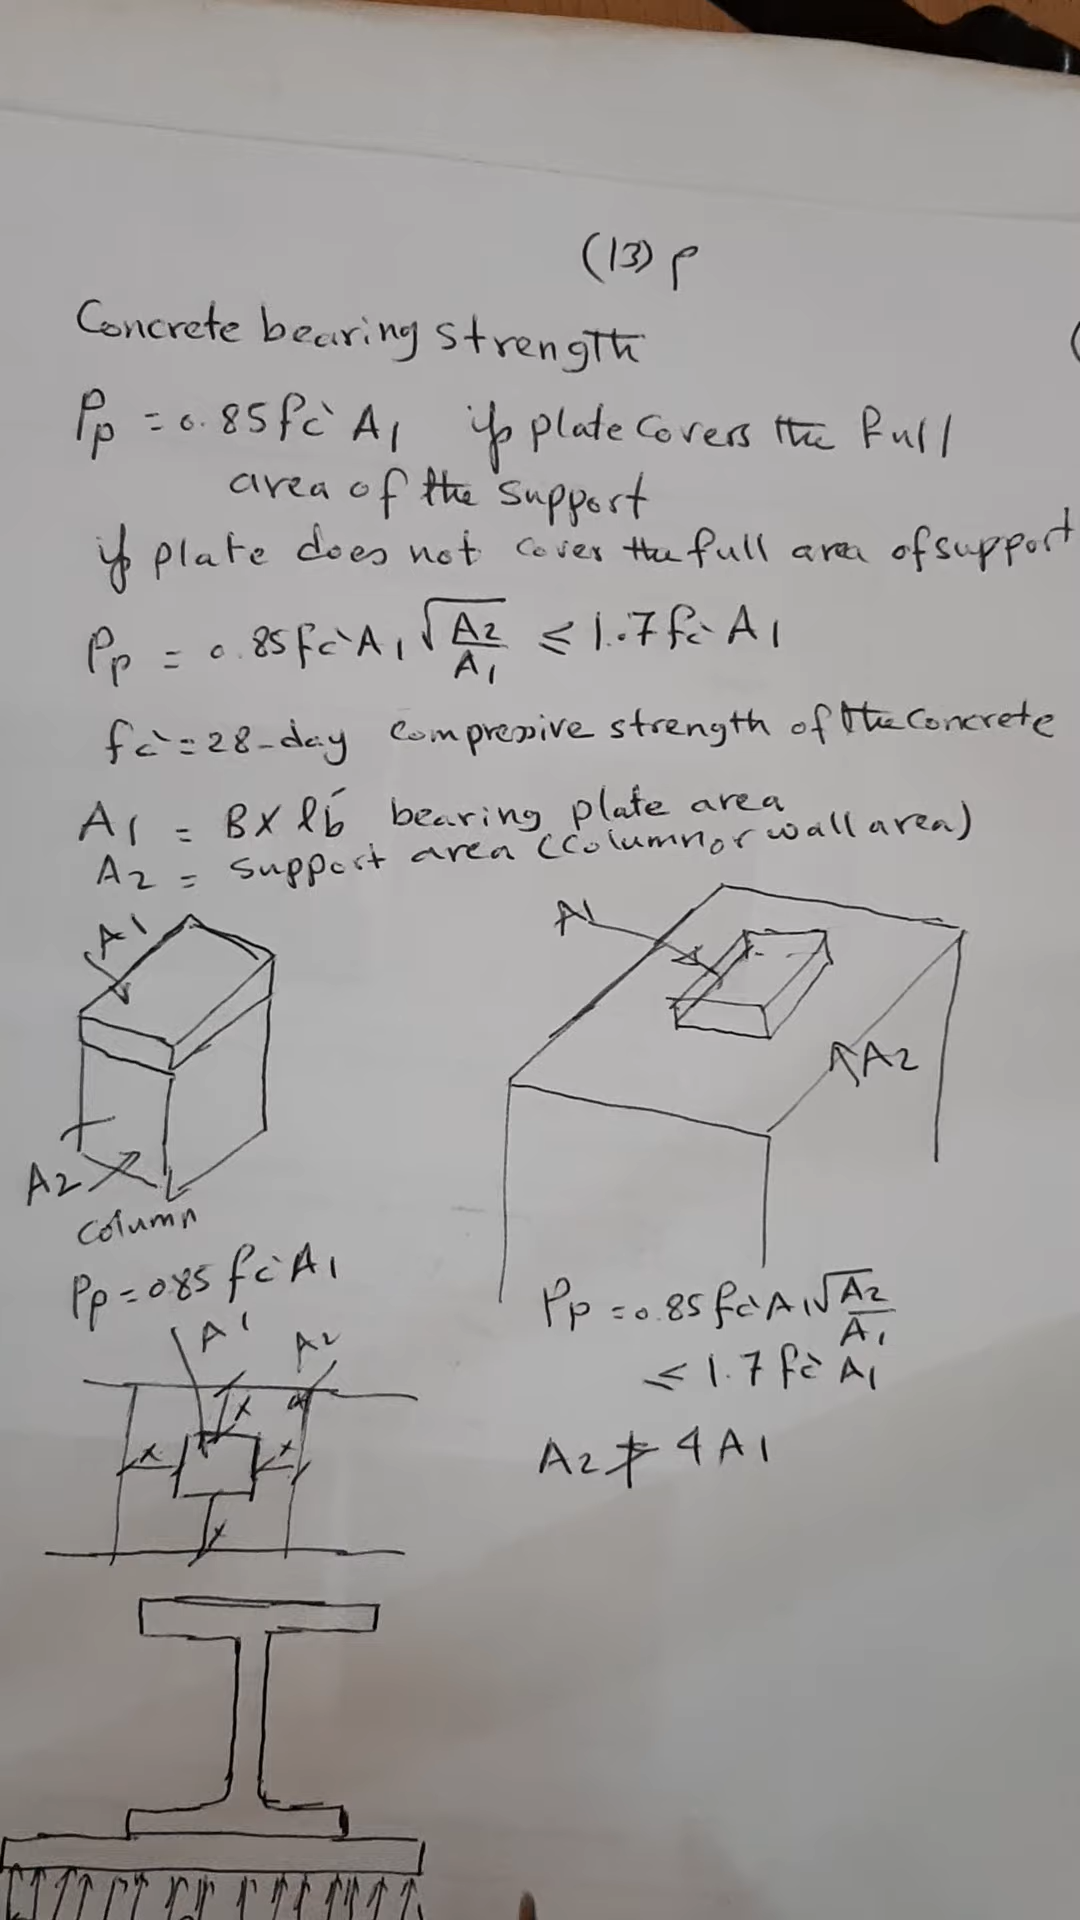 (13) P
Concrete bearing strength
Pp = 0.85 fc' A1 if plate covers the full
area of the support
if plate does not cover the full area of support
Pp = 0.85 fc' A1 √(A2/A1) ≤ 1.7 fc' A1
fc' = 28-day compressive strength of the concrete
A1 = B x lb bearing plate area
A2 = support area (column or wall area)
A1
A1
A2
A2
column
Pp = 0.85 fc' A1
Pp = 0.85 fc' A1 √(A2/A1)
≤ 1.7 fc' A1
A1
A2
x
x
x
x
A2 ≯ 4 A1